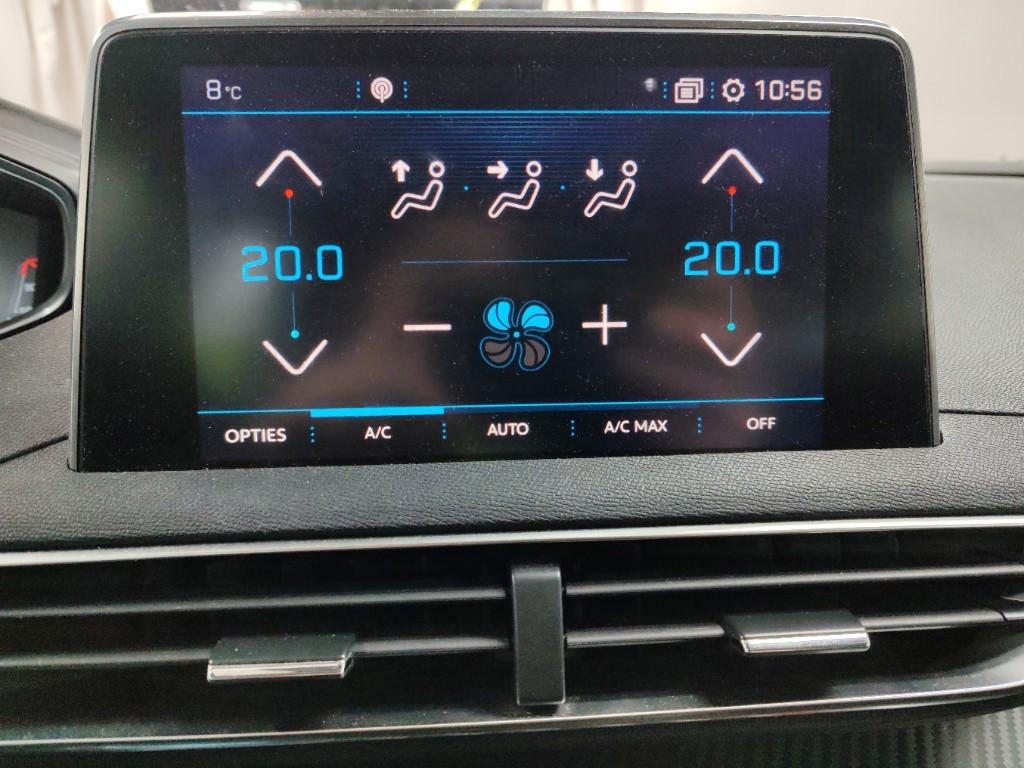 8°C 10:56
20.0 20.0
OPTIES A/C AUTO A/C MAX OFF